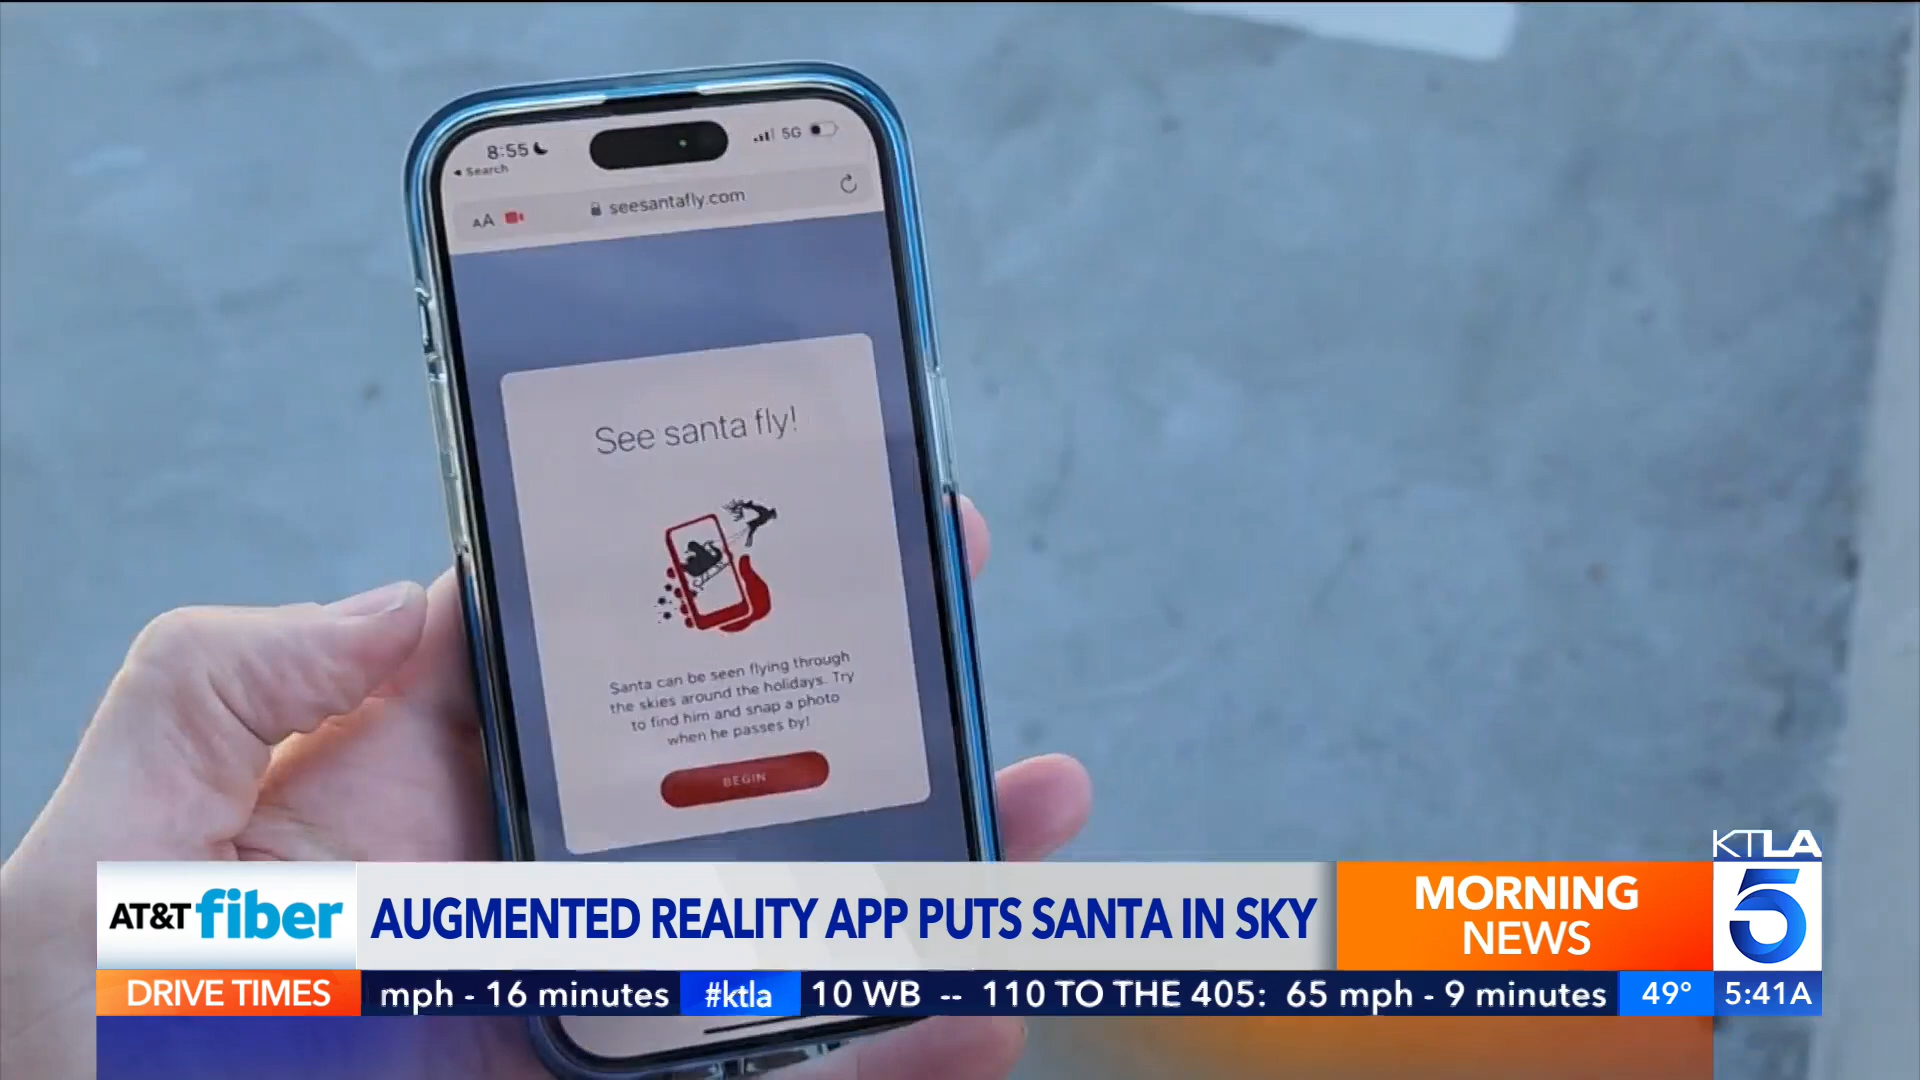 8:55
5G
◂ Search
AA
seesantafly.com
See santa fly!
Santa can be seen flying through
the skies around the holidays. Try
to find him and snap a photo
when he passes by!
BEGIN
KTLA
5
AT&T fiber
AUGMENTED REALITY APP PUTS SANTA IN SKY
MORNING
NEWS
DRIVE TIMES
mph - 16 minutes
#ktla
10 WB -- 110 TO THE 405: 65 mph - 9 minutes
49°
5:41A